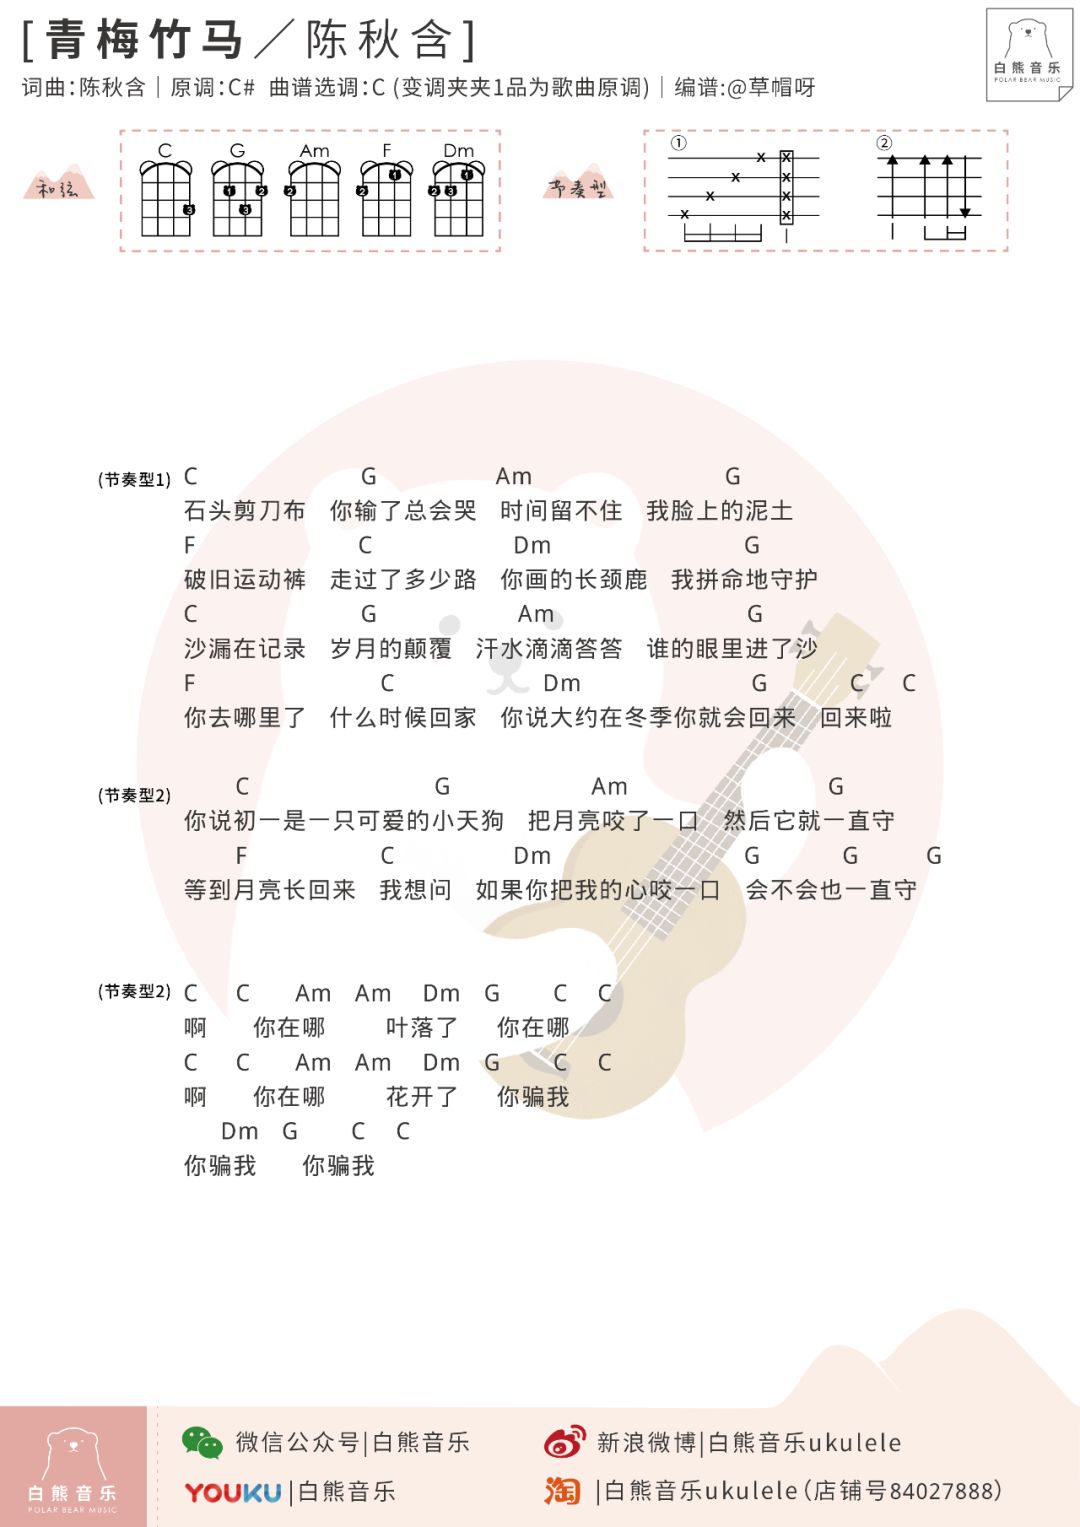 [青梅竹马／陈秋含]
词曲:陈秋含｜原调:C#  曲谱选调:C (变调夹夹1品为歌曲原调)｜编谱:@草帽呀
白熊音乐
POLAR BEAR MUSIC
和弦
C G Am F Dm
3
1 2 3
2
2 1
2 3 1
节奏型
① ②
(节奏型1) C G Am G
石头剪刀布 你输了总会哭 时间留不住 我脸上的泥土
F C Dm G
破旧运动裤 走过了多少路 你画的长颈鹿 我拼命地守护
C G Am G
沙漏在记录 岁月的颠覆 汗水滴滴答答 谁的眼里进了沙
F C Dm G C C
你去哪里了 什么时候回家 你说大约在冬季你就会回来 回来啦
(节奏型2) C G Am G
你说初一是一只可爱的小天狗 把月亮咬了一口 然后它就一直守
F C Dm G G G
等到月亮长回来 我想问 如果你把我的心咬一口 会不会也一直守
(节奏型2) C C Am Am Dm G C C
啊 你在哪 叶落了 你在哪
C C Am Am Dm G C C
啊 你在哪 花开了 你骗我
Dm G C C
你骗我 你骗我
白熊音乐
POLAR BEAR MUSIC
微信公众号|白熊音乐
新浪微博|白熊音乐ukulele
YOUKU|白熊音乐
淘|白熊音乐ukulele(店铺号84027888)